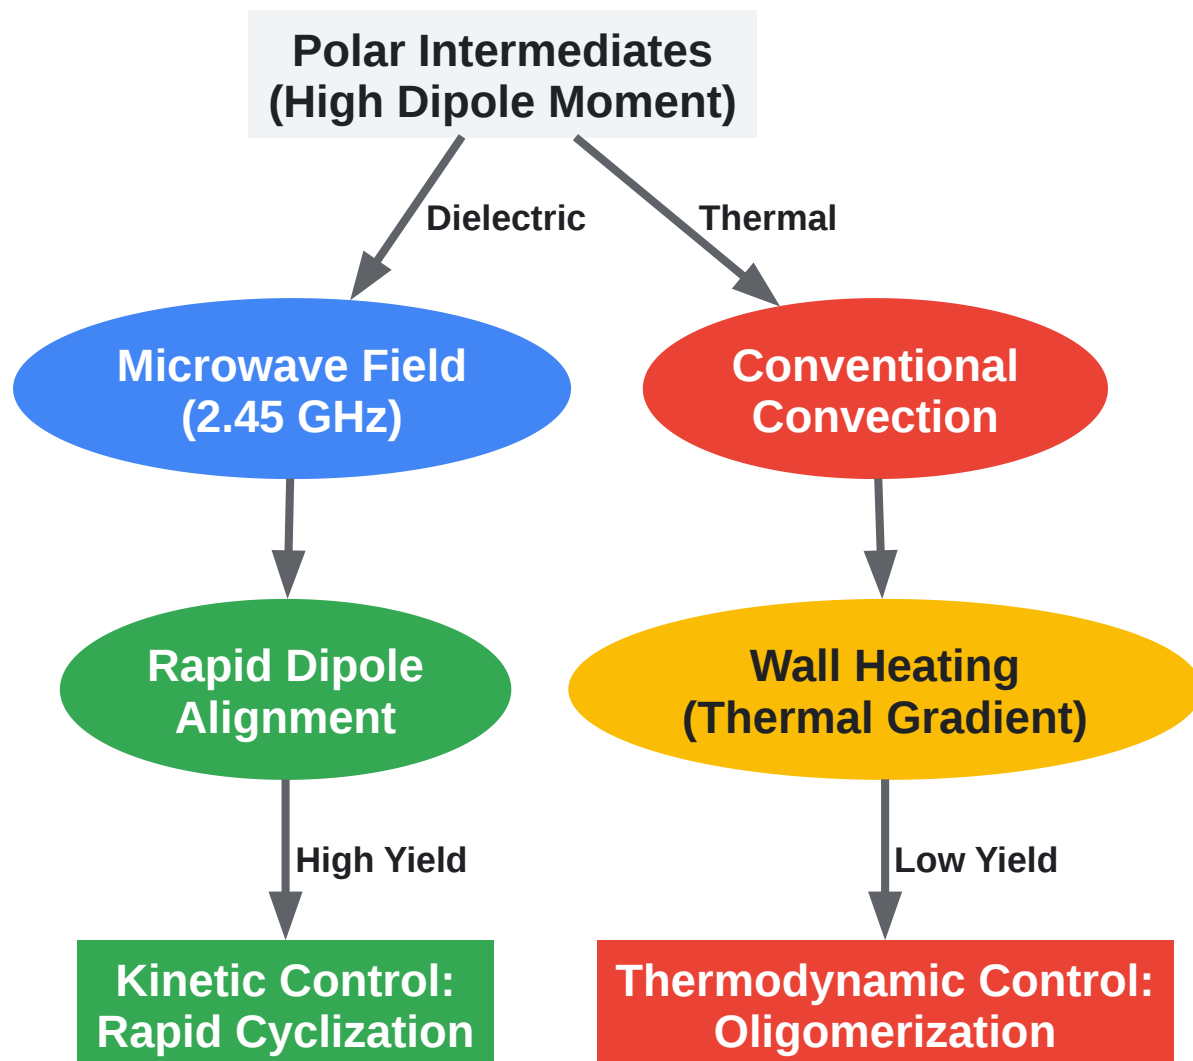 Polar Intermediates
(High Dipole Moment)
Dielectric
Thermal
Microwave Field
(2.45 GHz)
Conventional
Convection
Rapid Dipole
Alignment
Wall Heating
(Thermal Gradient)
High Yield
Low Yield
Kinetic Control:
Rapid Cyclization
Thermodynamic Control:
Oligomerization